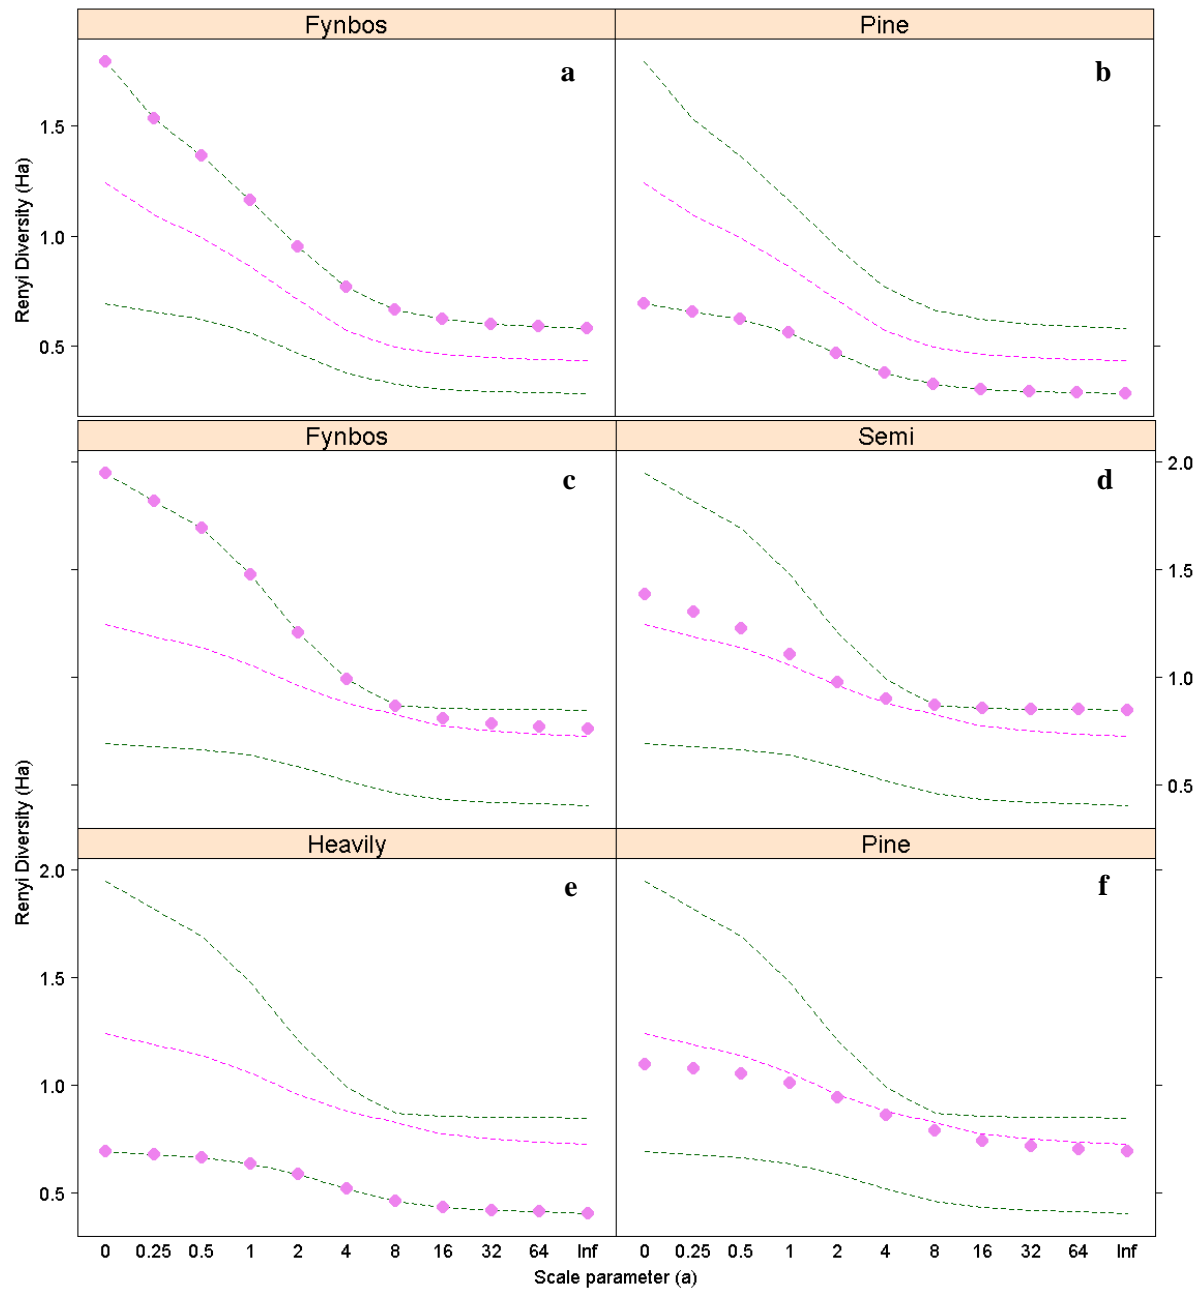 Fynbos
Pine
a
b
1.5
1.0
0.5
Renyi Diversity (Ha)
Fynbos
Semi
c
d
2.0
1.5
1.0
0.5
Heavily
Pine
e
f
2.0
1.5
1.0
0.5
Renyi Diversity (Ha)
0 0.25 0.5 1 2 4 8 16 32 64 Inf
0 0.25 0.5 1 2 4 8 16 32 64 Inf
Scale parameter (a)